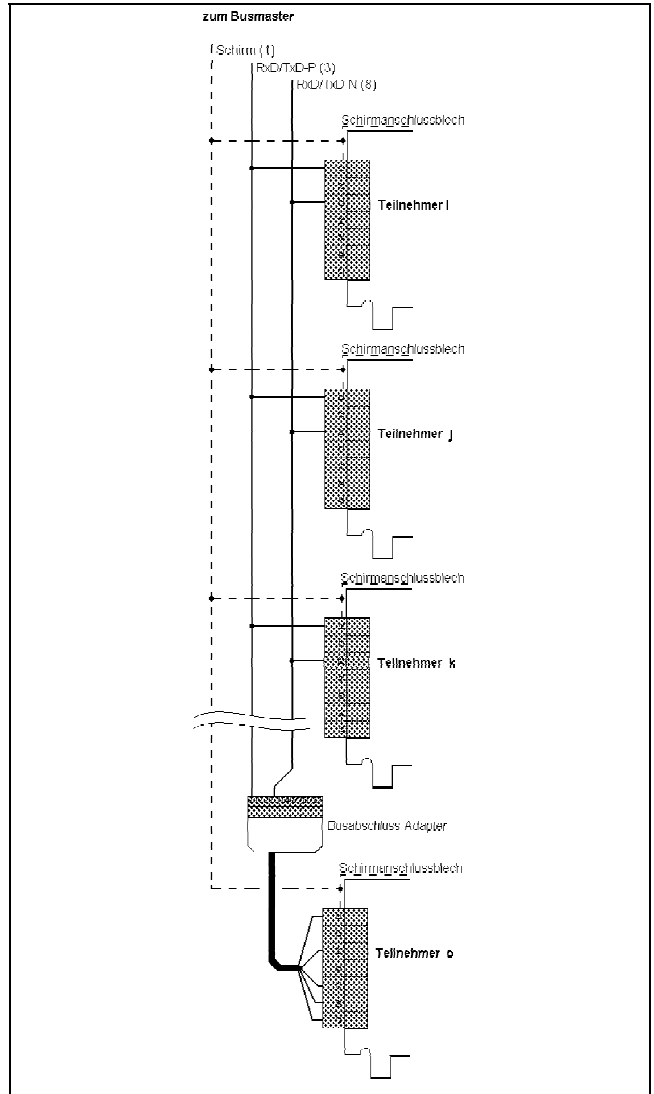 zum Busmaster
Schirm (1)
RxD/TxD-P (3)
RxD/TxD-N (8)
Schirmanschlussblech
Teilnehmer i
Schirmanschlussblech
Teilnehmer j
Schirmanschlussblech
Teilnehmer k
Busabschluss Adapter
Schirmanschlussblech
Teilnehmer o